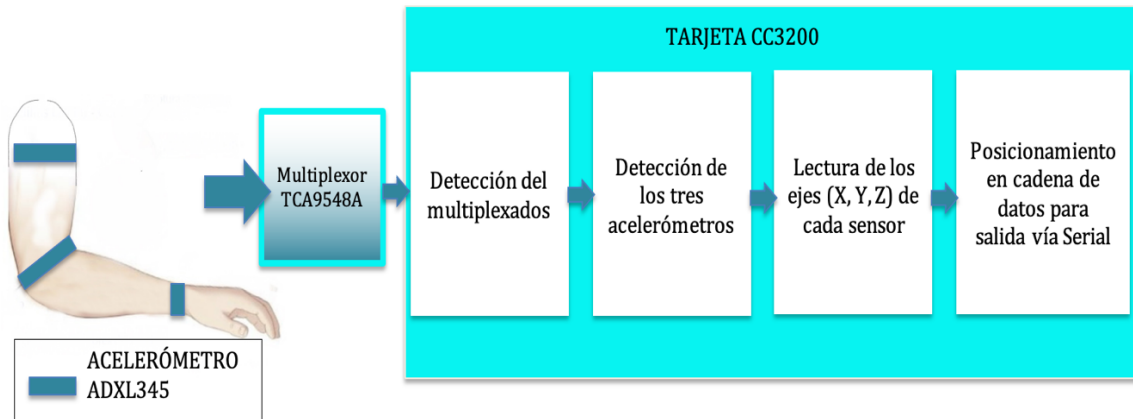 TARJETA CC3200
Multiplexor
TCA9548A
Detección del
multiplexados
Detección de
los tres
acelerómetros
Lectura de los
ejes (X, Y, Z) de
cada sensor
Posicionamiento
en cadena de
datos para
salida vía Serial
ACELERÓMETRO
ADXL345